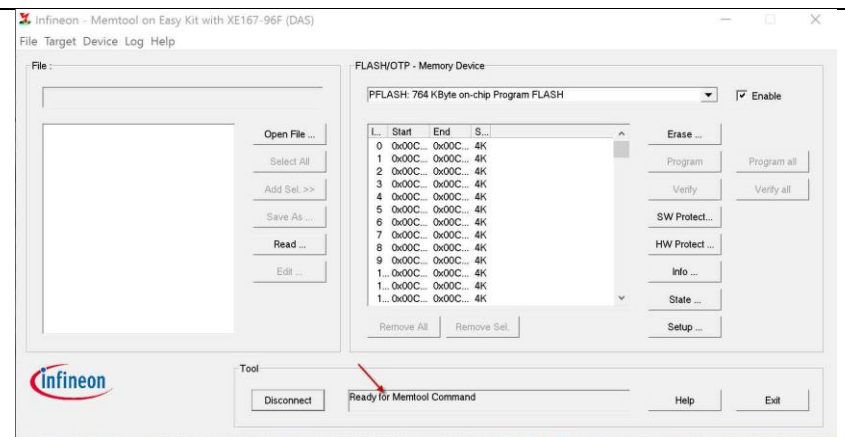 Infineon - Memtool on Easy Kit with XE167-96F (DAS)
File Target Device Log Help
File :
Open File ...
Select All
Add Sel. >>
Save As ...
Read ...
Edit ...
FLASH/OTP - Memory Device
PFLASH: 764 KByte on-chip Program FLASH
Enable
I... Start End S...
0 0x00C... 0x00C... 4K
1 0x00C... 0x00C... 4K
2 0x00C... 0x00C... 4K
3 0x00C... 0x00C... 4K
4 0x00C... 0x00C... 4K
5 0x00C... 0x00C... 4K
6 0x00C... 0x00C... 4K
7 0x00C... 0x00C... 4K
8 0x00C... 0x00C... 4K
9 0x00C... 0x00C... 4K
1... 0x00C... 0x00C... 4K
1... 0x00C... 0x00C... 4K
Remove All Remove Sel.
Erase ...
Program Program all
Verify Verify all
SW Protect...
HW Protect ...
Info ...
State ...
Setup ...
infineon
Tool
Disconnect Ready for Memtool Command Help Exit